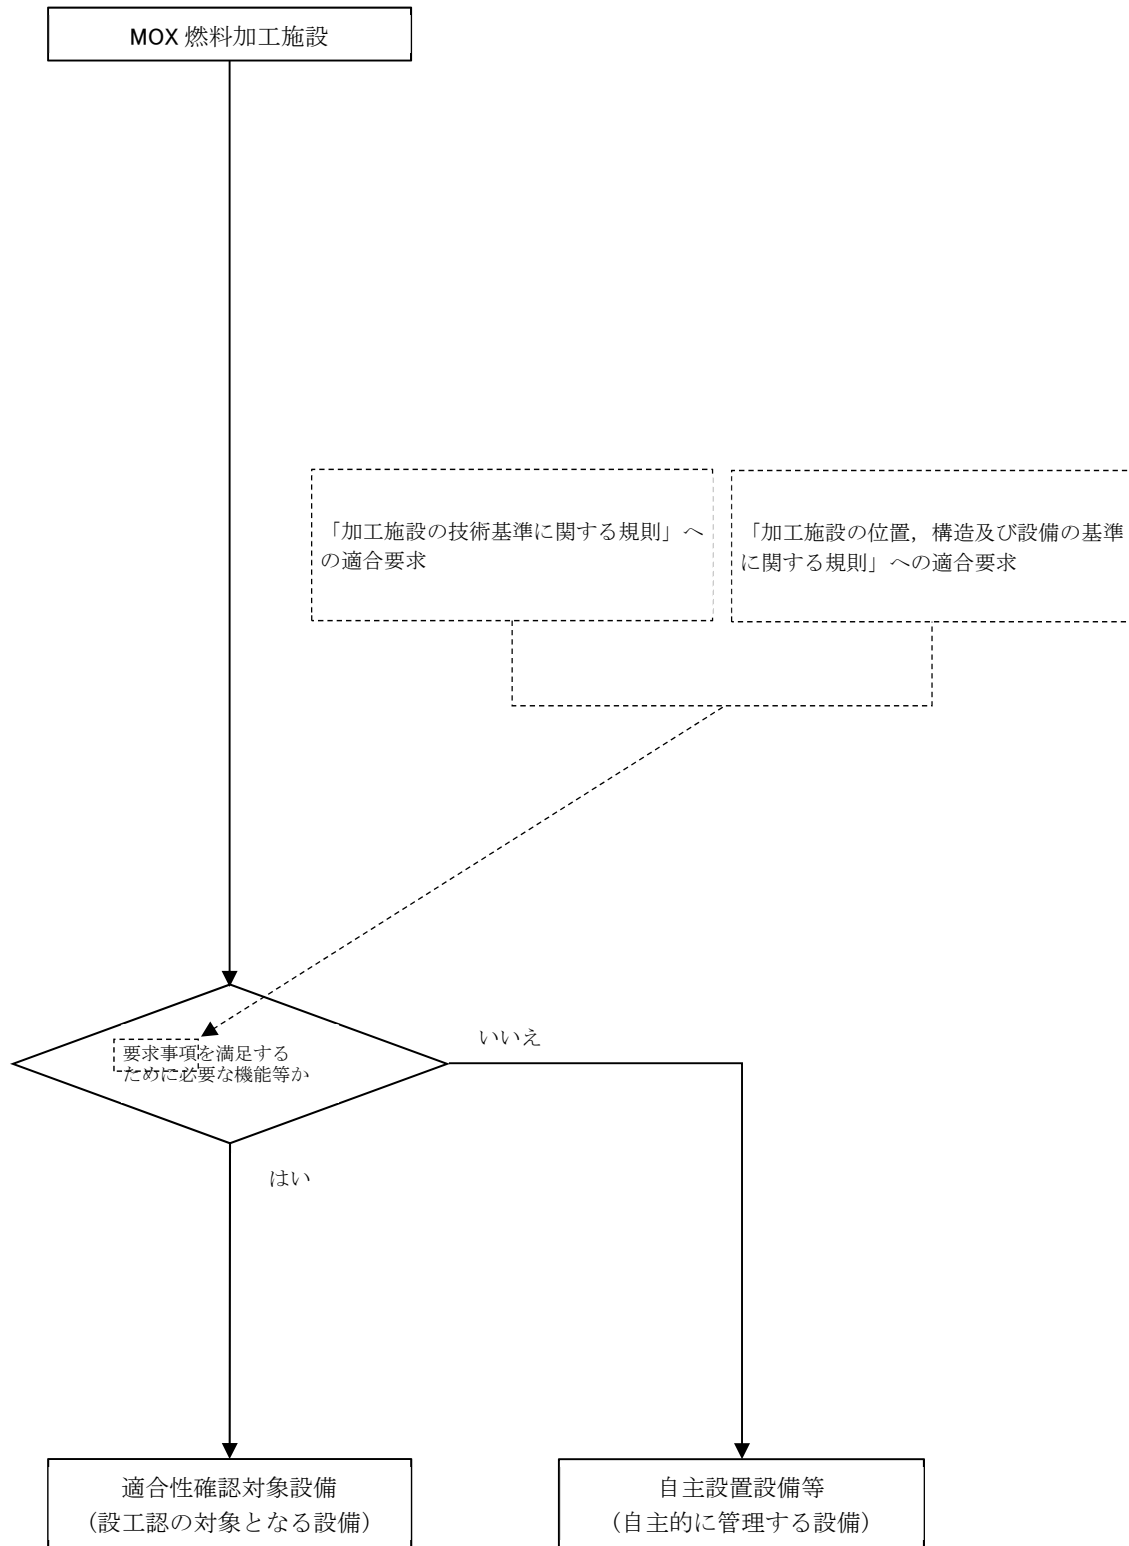 MOX 燃料加工施設
「加工施設の技術基準に関する規則」へ
の適合要求
「加工施設の位置，構造及び設備の基準
に関する規則」への適合要求
要求事項を満足する
ために必要な機能等か
いいえ
はい
適合性確認対象設備
（設工認の対象となる設備）
自主設置設備等
（自主的に管理する設備）